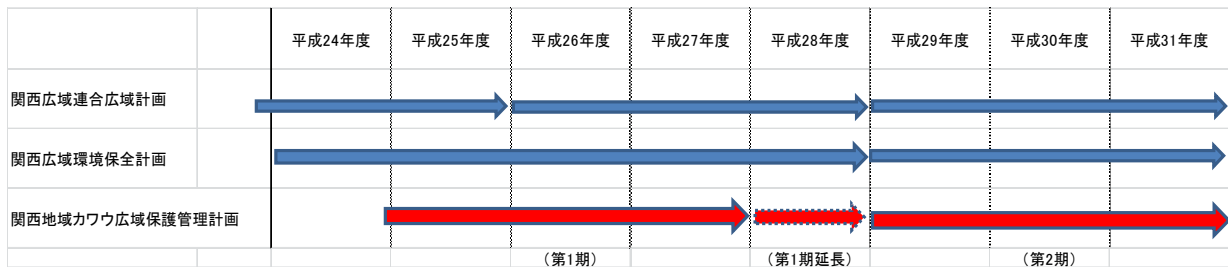 平成24年度 平成25年度 平成26年度 平成27年度 平成28年度 平成29年度 平成30年度 平成31年度
関西広域連合広域計画
関西広域環境保全計画
関西地域カワウ広域保護管理計画
（第1期） （第1期延長） （第2期）